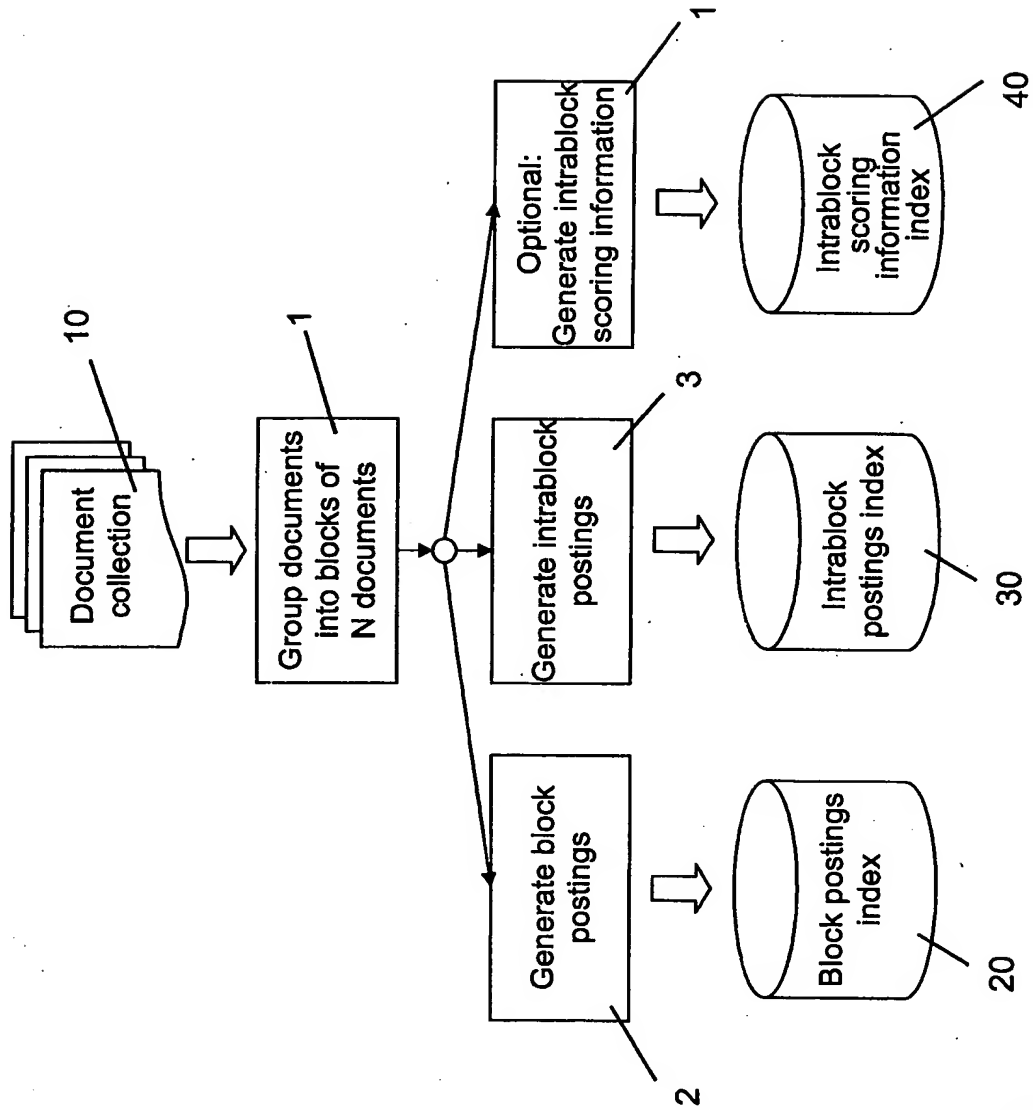 Document
collection
10
Group documents
into blocks of
N documents
1
Generate block
postings
2
Generate intrablock
postings
3
Optional:
Generate intrablock
scoring information
1
Block postings
index
20
Intrablock
postings index
30
Intrablock
scoring
information
index
40